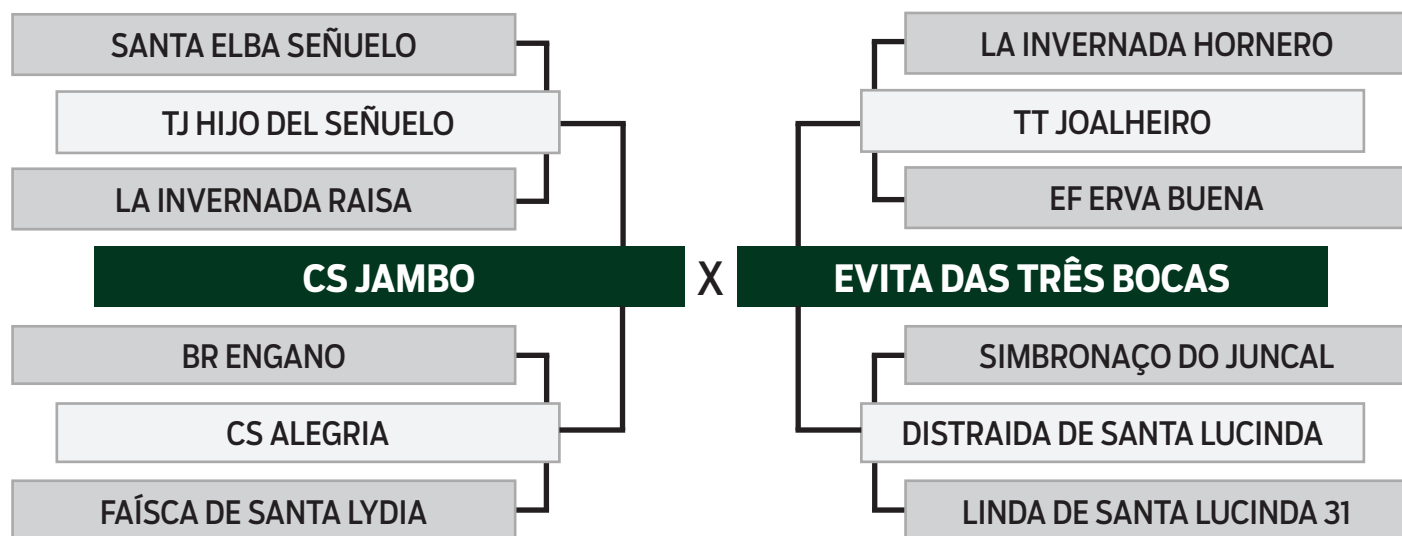 SANTA ELBA SEÑUELO
TJ HIJO DEL SEÑUELO
LA INVERNADA RAISA
CS JAMBO
BR ENGANO
CS ALEGRIA
FAÍSCA DE SANTA LYDIA
X
LA INVERNADA HORNERO
TT JOALHEIRO
EF ERVA BUENA
EVITA DAS TRÊS BOCAS
SIMBRONAÇO DO JUNCAL
DISTRAIDA DE SANTA LUCINDA
LINDA DE SANTA LUCINDA 31